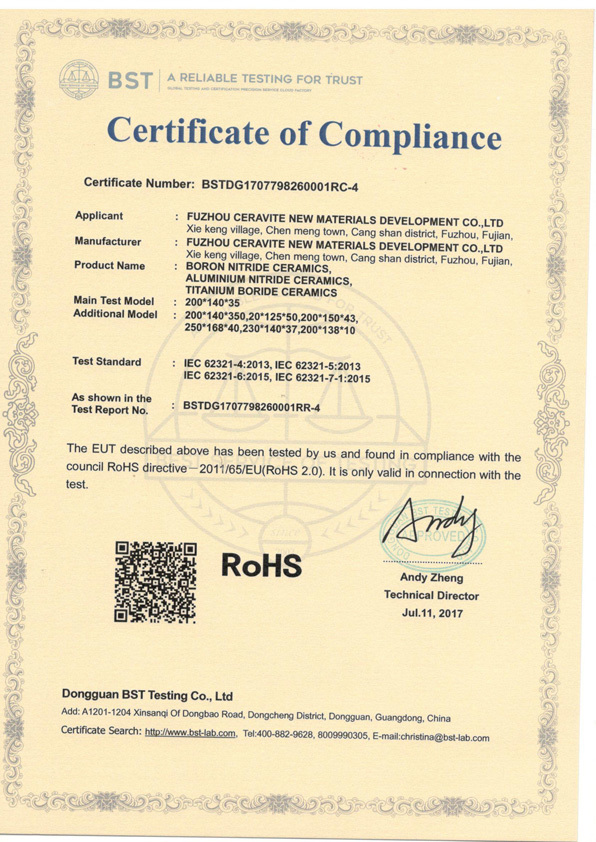 BST
A RELIABLE TESTING FOR TRUST
GLOBAL TESTING AND CERTIFICATION PRECISION SERVICE CLOUD FACTORY
Certificate of Compliance
Certificate Number: BSTDG1707798260001RC-4
Applicant : FUZHOU CERAVITE NEW MATERIALS DEVELOPMENT CO.,LTD
Xie keng village, Chen meng town, Cang shan district, Fuzhou, Fujian,
Manufacturer : FUZHOU CERAVITE NEW MATERIALS DEVELOPMENT CO.,LTD
Xie keng village, Chen meng town, Cang shan district, Fuzhou, Fujian,
Product Name : BORON NITRIDE CERAMICS,
ALUMINIUM NITRIDE CERAMICS,
TITANIUM BORIDE CERAMICS
Main Test Model : 200*140*35
Additional Model : 200*140*350,20*125*50,200*150*43,
250*168*40,230*140*37,200*138*10
Test Standard : IEC 62321-4:2013, IEC 62321-5:2013
IEC 62321-6:2015, IEC 62321-7-1:2015
As shown in the
Test Report No. : BSTDG1707798260001RR-4
The EUT described above has been tested by us and found in compliance with the
council RoHS directive－2011/65/EU(RoHS 2.0). It is only valid in connection with the
test.
Andy
RoHS
Andy Zheng
Technical Director
Jul.11, 2017
Dongguan BST Testing Co., Ltd
Add: A1201-1204 Xinsanqi Of Dongbao Road, Dongcheng District, Dongguan, Guangdong, China
Certificate Search: http://www.bst-lab.com, Tel:400-882-9628, 8009990305, E-mail:christina@bst-lab.com